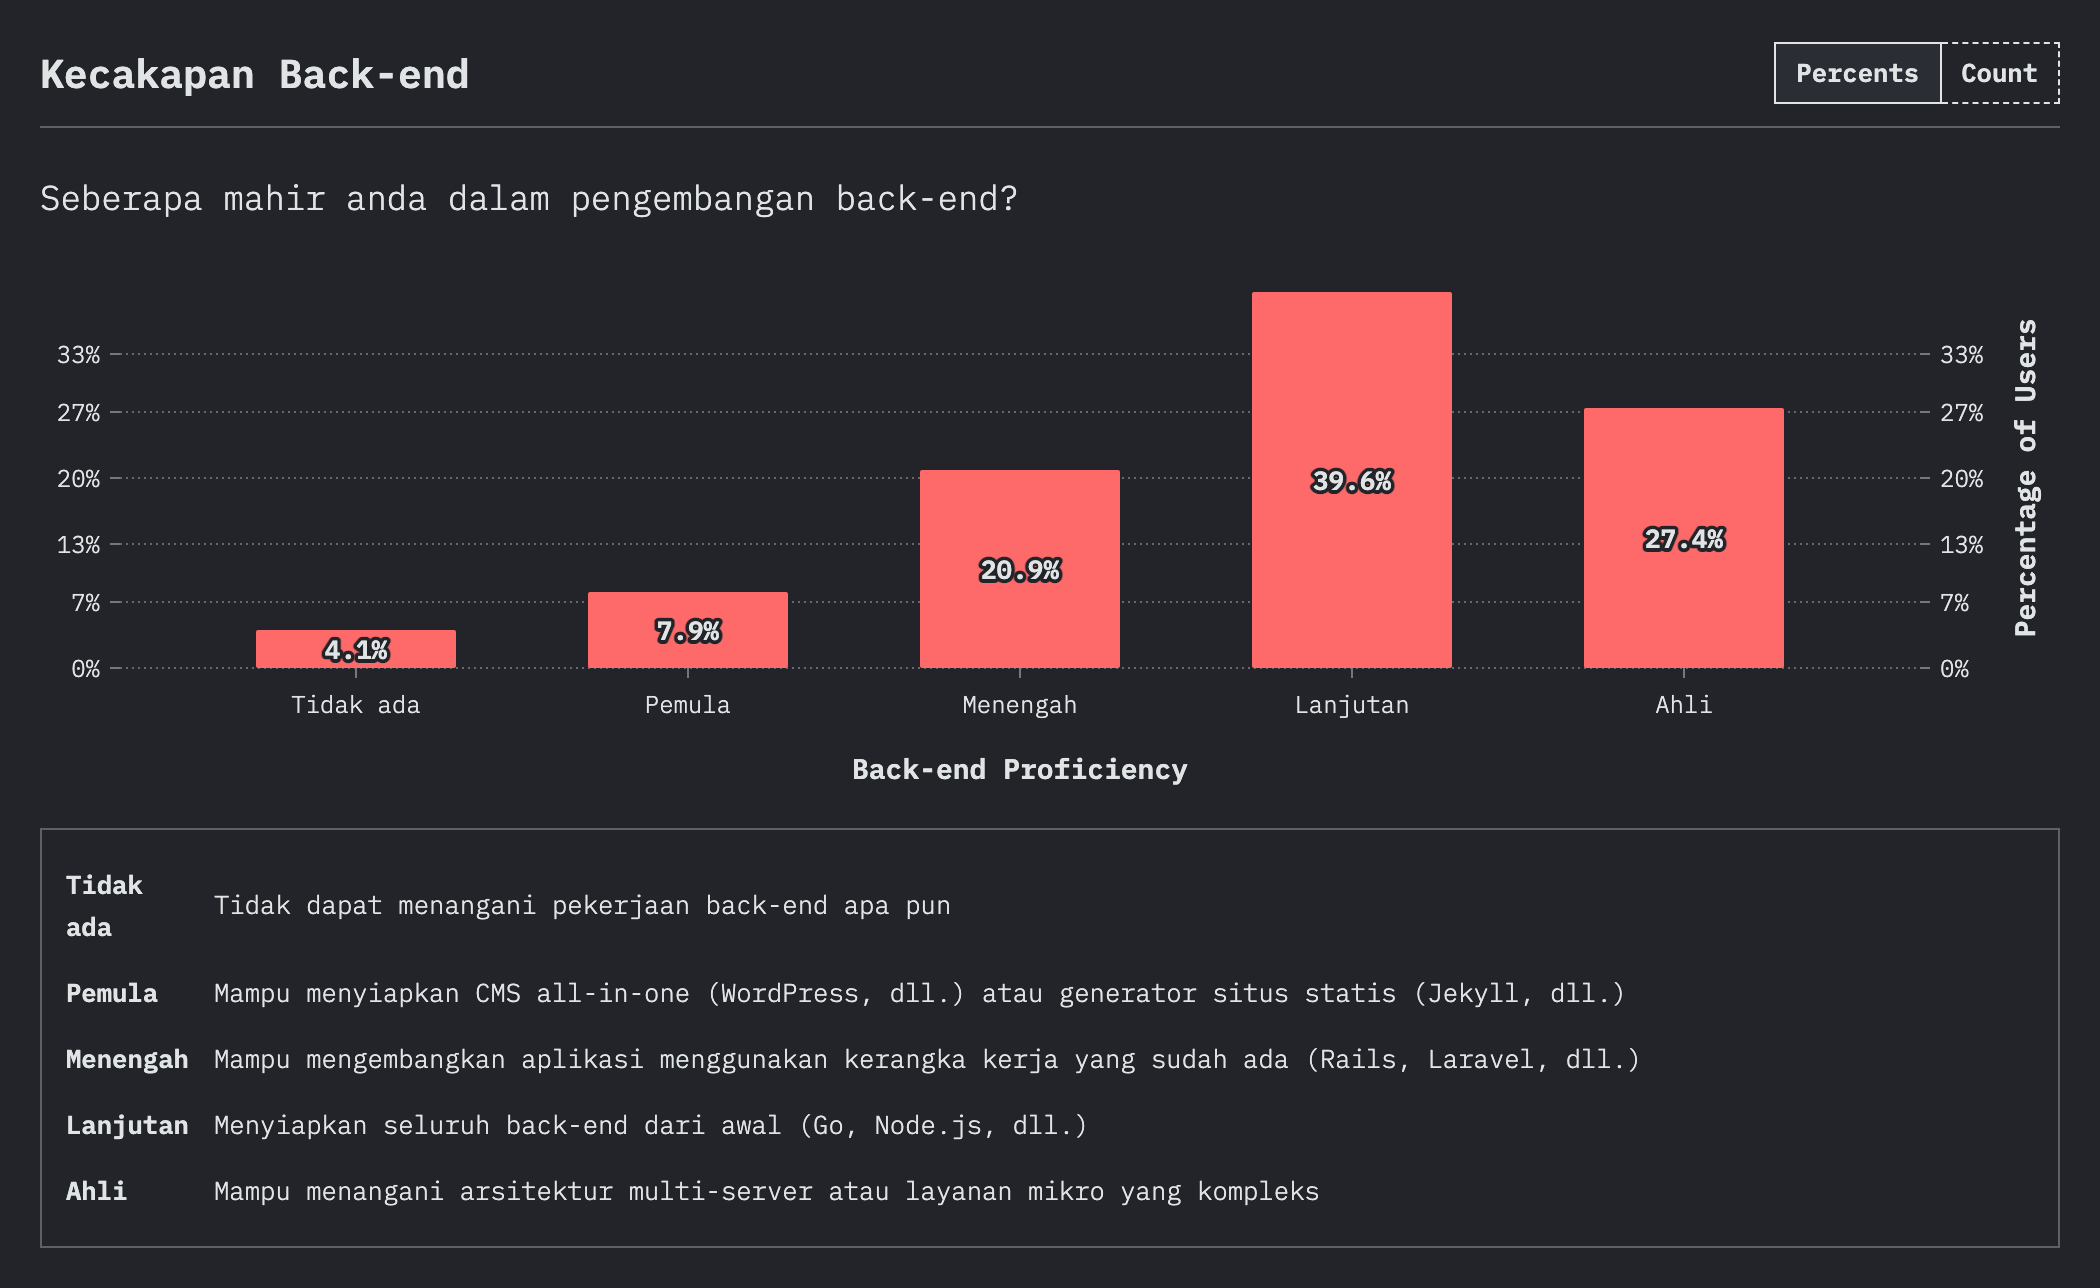 Kecakapan Back-end
Percents
Count
Seberapa mahir anda dalam pengembangan back-end?
33%
27%
20%
13%
7%
0%
4.1%
7.9%
20.9%
39.6%
27.4%
33%
27%
20%
13%
7%
0%
Percentage of Users
Tidak ada
Pemula
Menengah
Lanjutan
Ahli
Back-end Proficiency
Tidak
ada
Tidak dapat menangani pekerjaan back-end apa pun
Pemula Mampu menyiapkan CMS all-in-one (WordPress, dll.) atau generator situs statis (Jekyll, dll.)
Menengah Mampu mengembangkan aplikasi menggunakan kerangka kerja yang sudah ada (Rails, Laravel, dll.)
Lanjutan Menyiapkan seluruh back-end dari awal (Go, Node.js, dll.)
Ahli Mampu menangani arsitektur multi-server atau layanan mikro yang kompleks